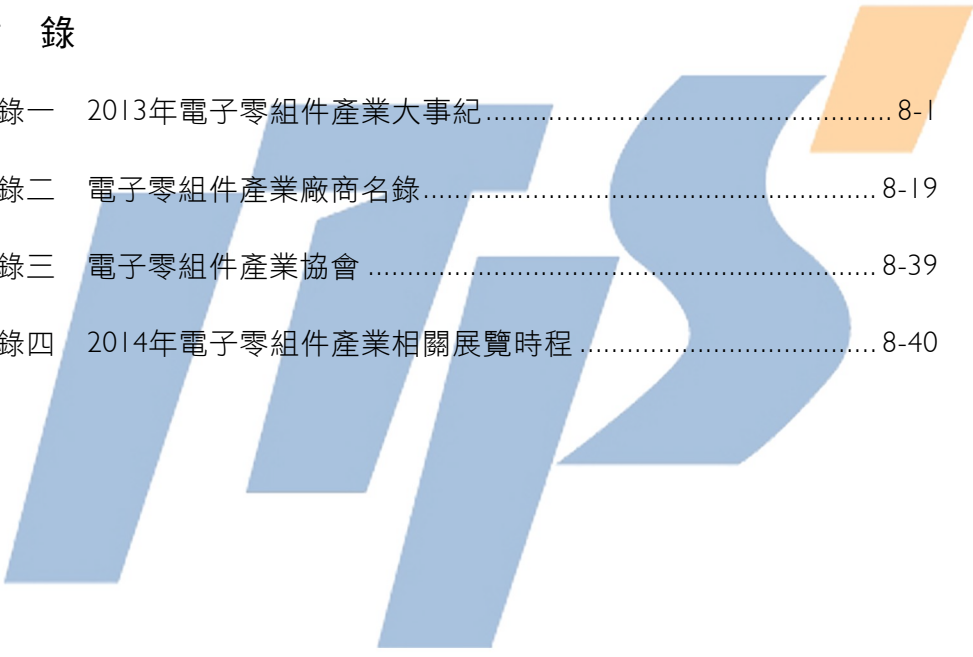 錄
錄一 2013年電子零組件產業大事紀........................................ 8-1
錄二 電子零組件產業廠商名錄........................................ 8-19
錄三 電子零組件產業協會........................................ 8-39
錄四 2014年電子零組件產業相關展覽時程........................................ 8-40